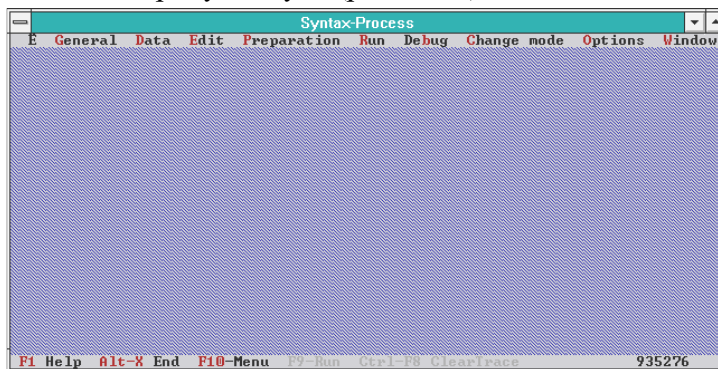 Syntax-Process
Ê General Data Edit Preparation Run Debug Change mode Options Window
F1 Help Alt-X End F10-Menu F9-Run Ctrl-F8 ClearTrace 935276